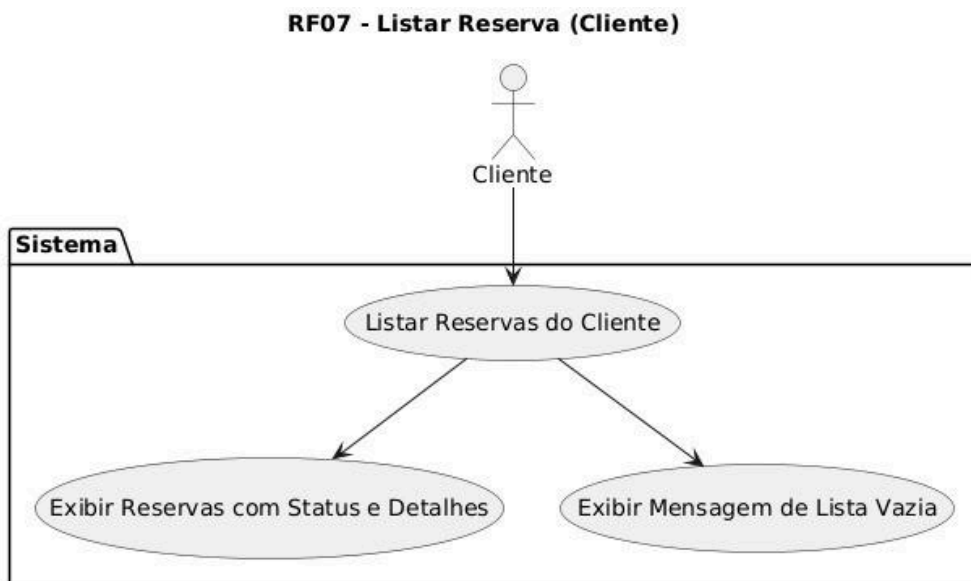 RF07 - Listar Reserva (Cliente)
Cliente
Sistema
Listar Reservas do Cliente
Exibir Reservas com Status e Detalhes
Exibir Mensagem de Lista Vazia